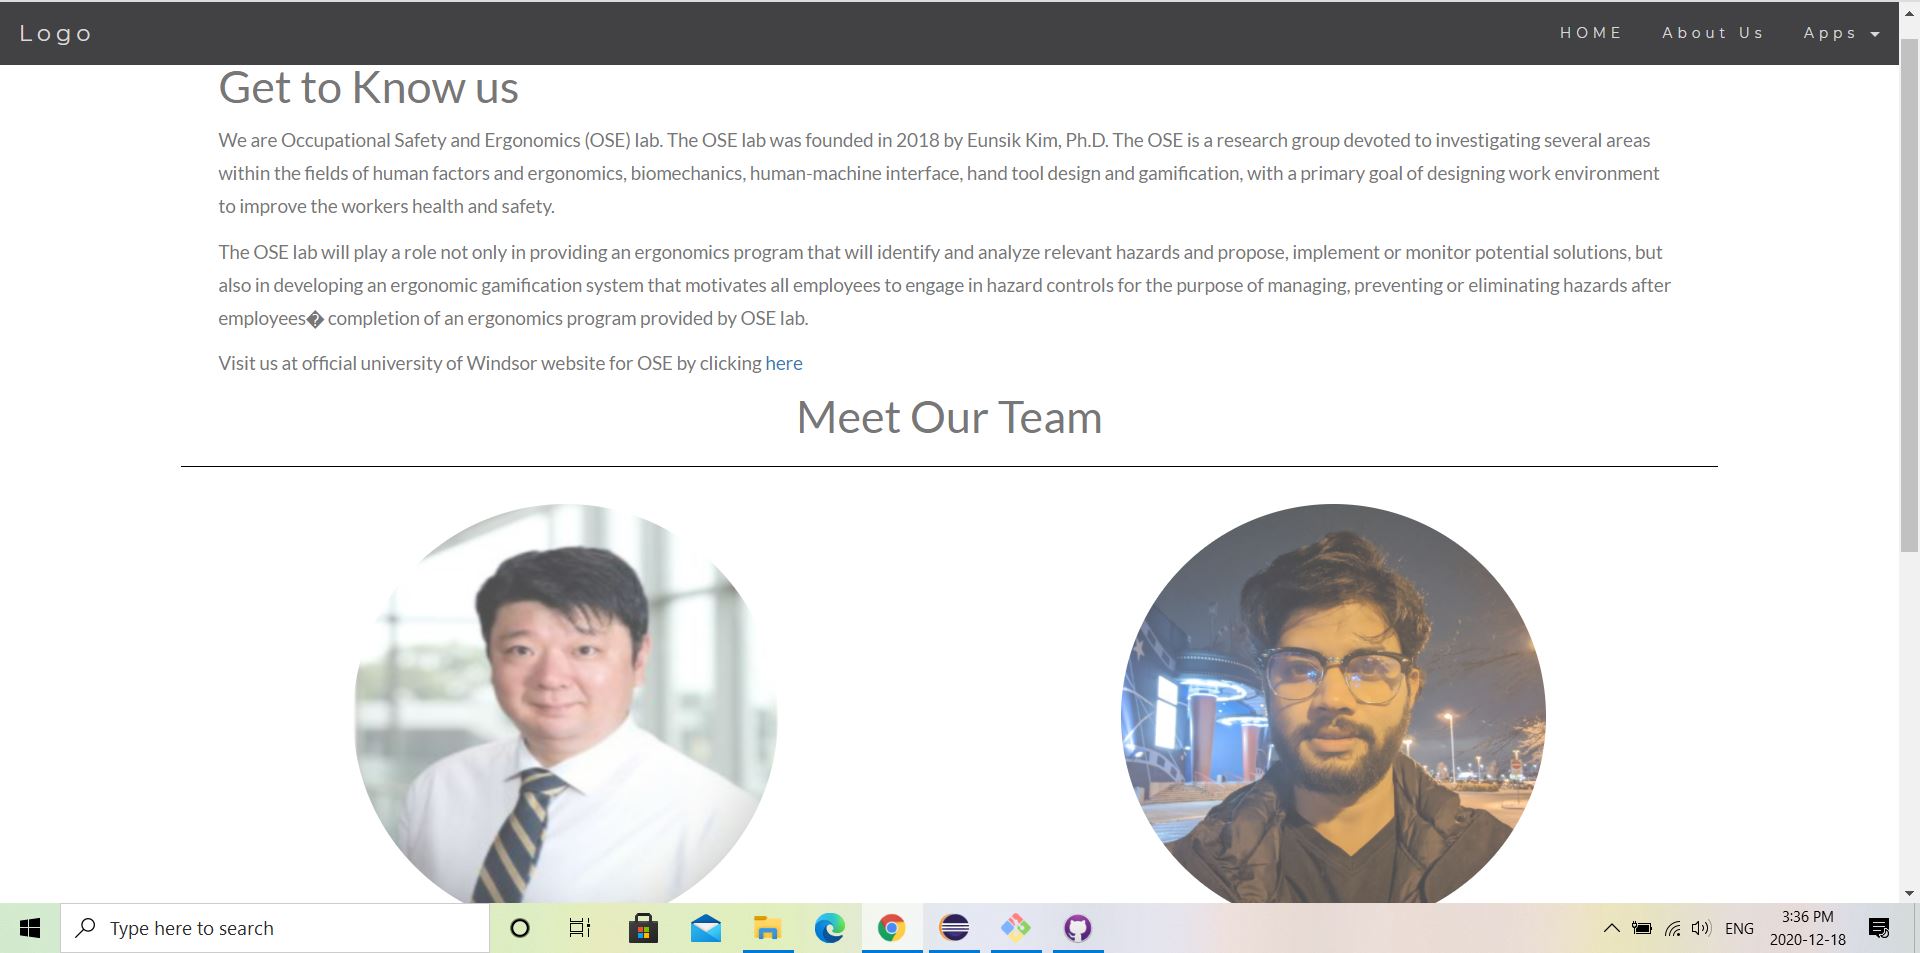 Logo
HOME About Us Apps
Get to Know us
We are Occupational Safety and Ergonomics (OSE) lab. The OSE lab was founded in 2018 by Eunsik Kim, Ph.D. The OSE is a research group devoted to investigating several areas
within the fields of human factors and ergonomics, biomechanics, human-machine interface, hand tool design and gamification, with a primary goal of designing work environment
to improve the workers health and safety.
The OSE lab will play a role not only in providing an ergonomics program that will identify and analyze relevant hazards and propose, implement or monitor potential solutions, but
also in developing an ergonomic gamification system that motivates all employees to engage in hazard controls for the purpose of managing, preventing or eliminating hazards after
employees� completion of an ergonomics program provided by OSE lab.
Visit us at official university of Windsor website for OSE by clicking here
Meet Our Team
Type here to search
ENG
3:36 PM
2020-12-18